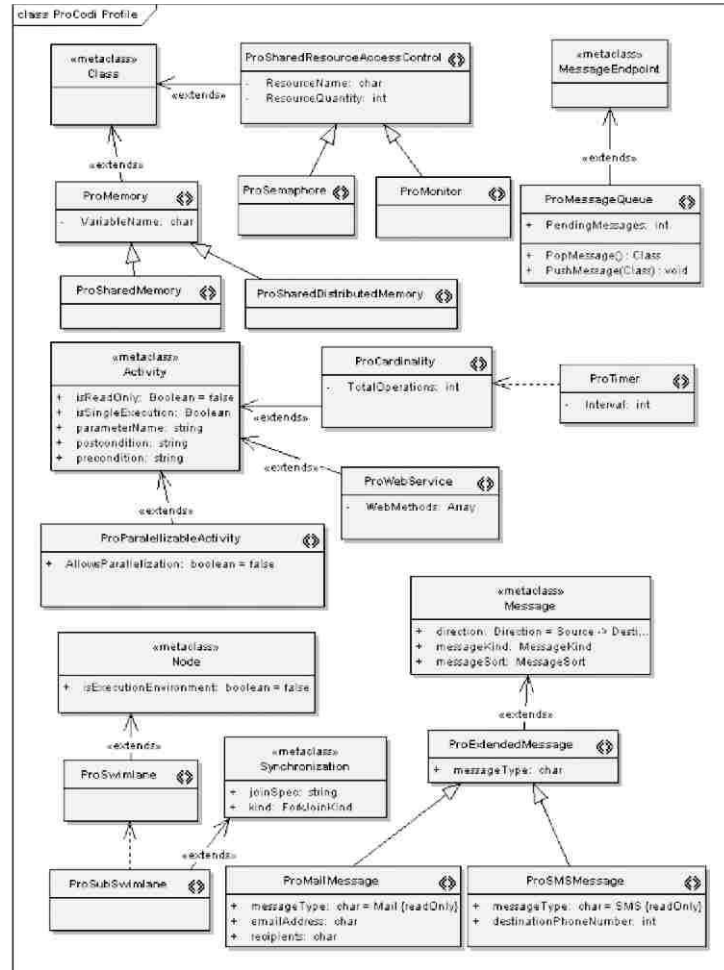 class ProCodi Profile
«metaclass»
Class
ProSharedResourceAccessControl
- ResourceName: char
- ResourceQuantity: int
«metaclass»
MessageEndpoint
«extends»
«extends»
«extends»
ProMemory
- VariableName: char
ProSemaphore
ProMonitor
ProMessageQueue
+ PendingMessages: int
+ PopMessage() : Class
+ PushMessage(Class) : void
ProSharedMemory
ProSharedDistributedMemory
«metaclass»
Activity
+ isReadOnly: Boolean = false
+ isSingleExecution: Boolean
+ parameterName: string
+ postcondition: string
+ precondition: string
ProCardinality
- TotalOperations: int
ProTimer
- Interval: int
«extends»
«extends»
ProWebService
- WebMethods: Array
«extends»
ProParalellizableActivity
+ AllowsParallelization: boolean = false
«metaclass»
Message
+ direction: Direction = Source -> Desti...
+ messageKind: MessageKind
+ messageSort: MessageSort
«metaclass»
Node
+ isExecutionEnvironment: boolean = false
«extends»
«extends»
ProSwimlane
«metaclass»
Synchronization
+ joinSpec: string
+ kind: ForkJoinKind
ProExtendedMessage
+ messageType: char
«extends»
ProSubSwimlane
ProMailMessage
+ messageType: char = Mail {readOnly}
+ emailAddress: char
+ recipients: char
ProSMSMessage
+ messageType: char = SMS {readOnly}
+ destinationPhoneNumber: int